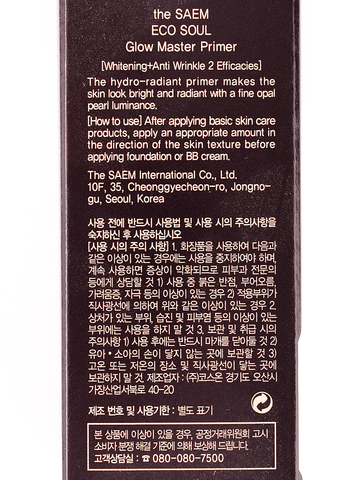 the SAEM
ECO SOUL
Glow Master Primer
[Whitening+Anti Wrinkle 2 Efficacies]
The hydro-radiant primer makes the
skin look bright and radiant with a fine opal
pearl luminance.
[How to use] After applying basic skin care
products, apply an appropriate amount in
the direction of the skin texture before
applying foundation or BB cream.
The SAEM International Co., Ltd.
10F, 35, Cheonggyecheon-ro, Jongno-
gu, Seoul, Korea
사용 전에 반드시 사용법 및 사용 시의 주의사항을
숙지하신 후 사용하십시오
[사용 시의 주의 사항] 1. 화장품을 사용하여 다음과
같은 이상이 있는 경우에는 사용을 중지하여야 하며,
계속 사용하면 증상이 악화되므로 피부과 전문의
등에게 상담할 것 1) 사용 중 붉은 반점, 부어오름,
가려움증, 자극 등의 이상이 있는 경우 2) 적용부위가
직사광선에 의하여 위와 같은 이상이 있는 경우 2.
상처가 있는 부위, 습진 및 피부염 등의 이상이 있는
부위에는 사용을 하지 말 것 3. 보관 및 취급 시의
주의사항 1) 사용 후에는 반드시 마개를 닫아둘 것 2)
유아•소아의 손이 닿지 않는 곳에 보관할 것 3)
고온 또는 저온의 장소 및 직사광선이 닿는 곳에는
보관하지 말 것. 제조업자 : (주)코스온 경기도 오산시
가장산업서북로 40-20
제조 번호 및 사용기한 : 별도 표기
본 상품에 이상이 있을 경우, 공정거래위원회 고시
소비자 분쟁 해결 기준에 의해 보상해 드립니다.
고객상담실 : ☎ 080-080-7500